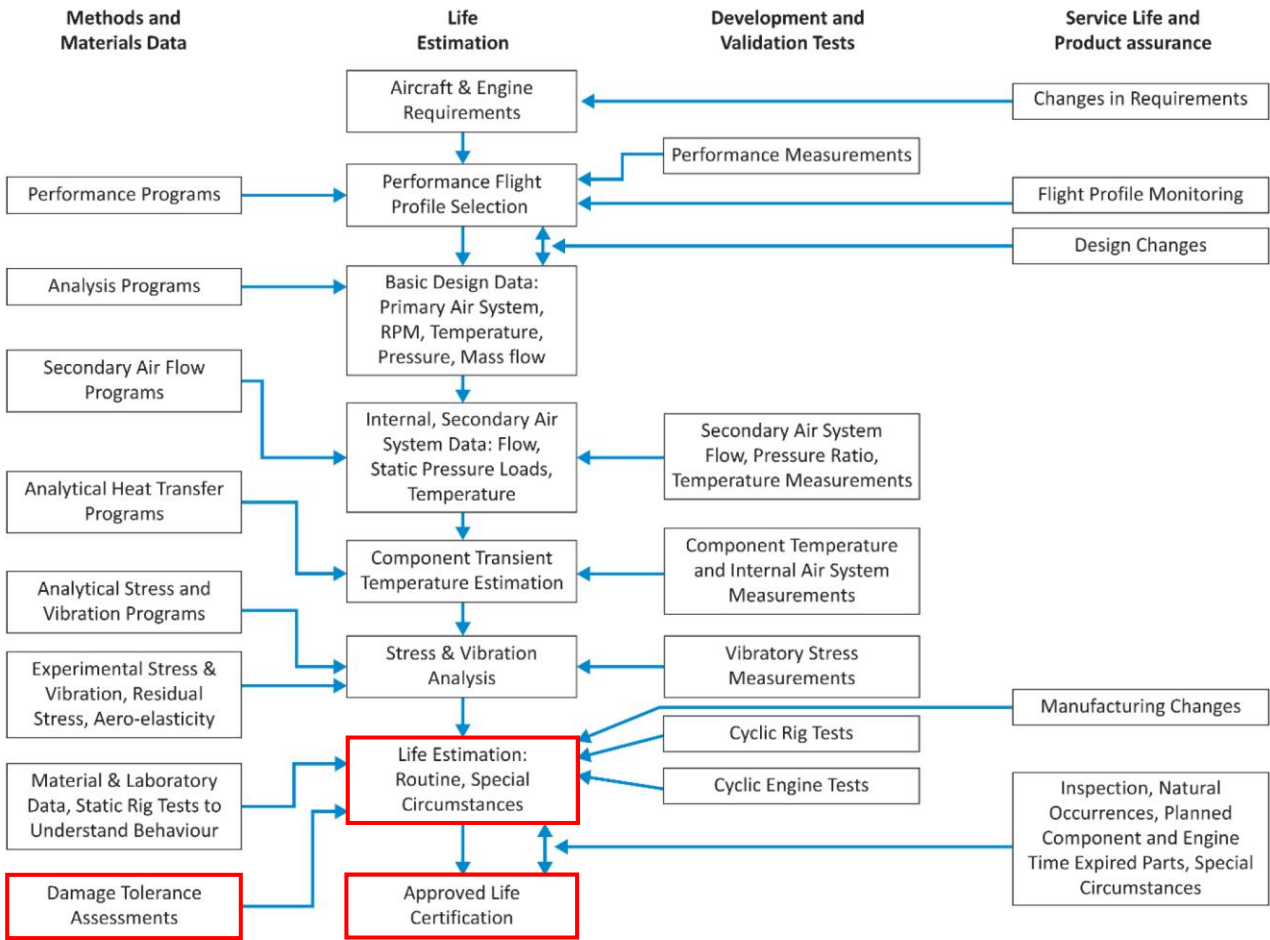 Methods and
Materials Data
Life
Estimation
Development and
Validation Tests
Service Life and
Product assurance
Aircraft & Engine
Requirements
Changes in Requirements
Performance Measurements
Performance Programs
Performance Flight
Profile Selection
Flight Profile Monitoring
Design Changes
Analysis Programs
Basic Design Data:
Primary Air System,
RPM, Temperature,
Pressure, Mass flow
Secondary Air Flow
Programs
Internal, Secondary Air
System Data: Flow,
Static Pressure Loads,
Temperature
Secondary Air System
Flow, Pressure Ratio,
Temperature Measurements
Analytical Heat Transfer
Programs
Component Transient
Temperature Estimation
Component Temperature
and Internal Air System
Measurements
Analytical Stress and
Vibration Programs
Experimental Stress &
Vibration, Residual
Stress, Aero-elasticity
Stress & Vibration
Analysis
Vibratory Stress
Measurements
Manufacturing Changes
Cyclic Rig Tests
Life Estimation:
Routine, Special
Circumstances
Cyclic Engine Tests
Material & Laboratory
Data, Static Rig Tests to
Understand Behaviour
Inspection, Natural
Occurrences, Planned
Component and Engine
Time Expired Parts, Special
Circumstances
Damage Tolerance
Assessments
Approved Life
Certification